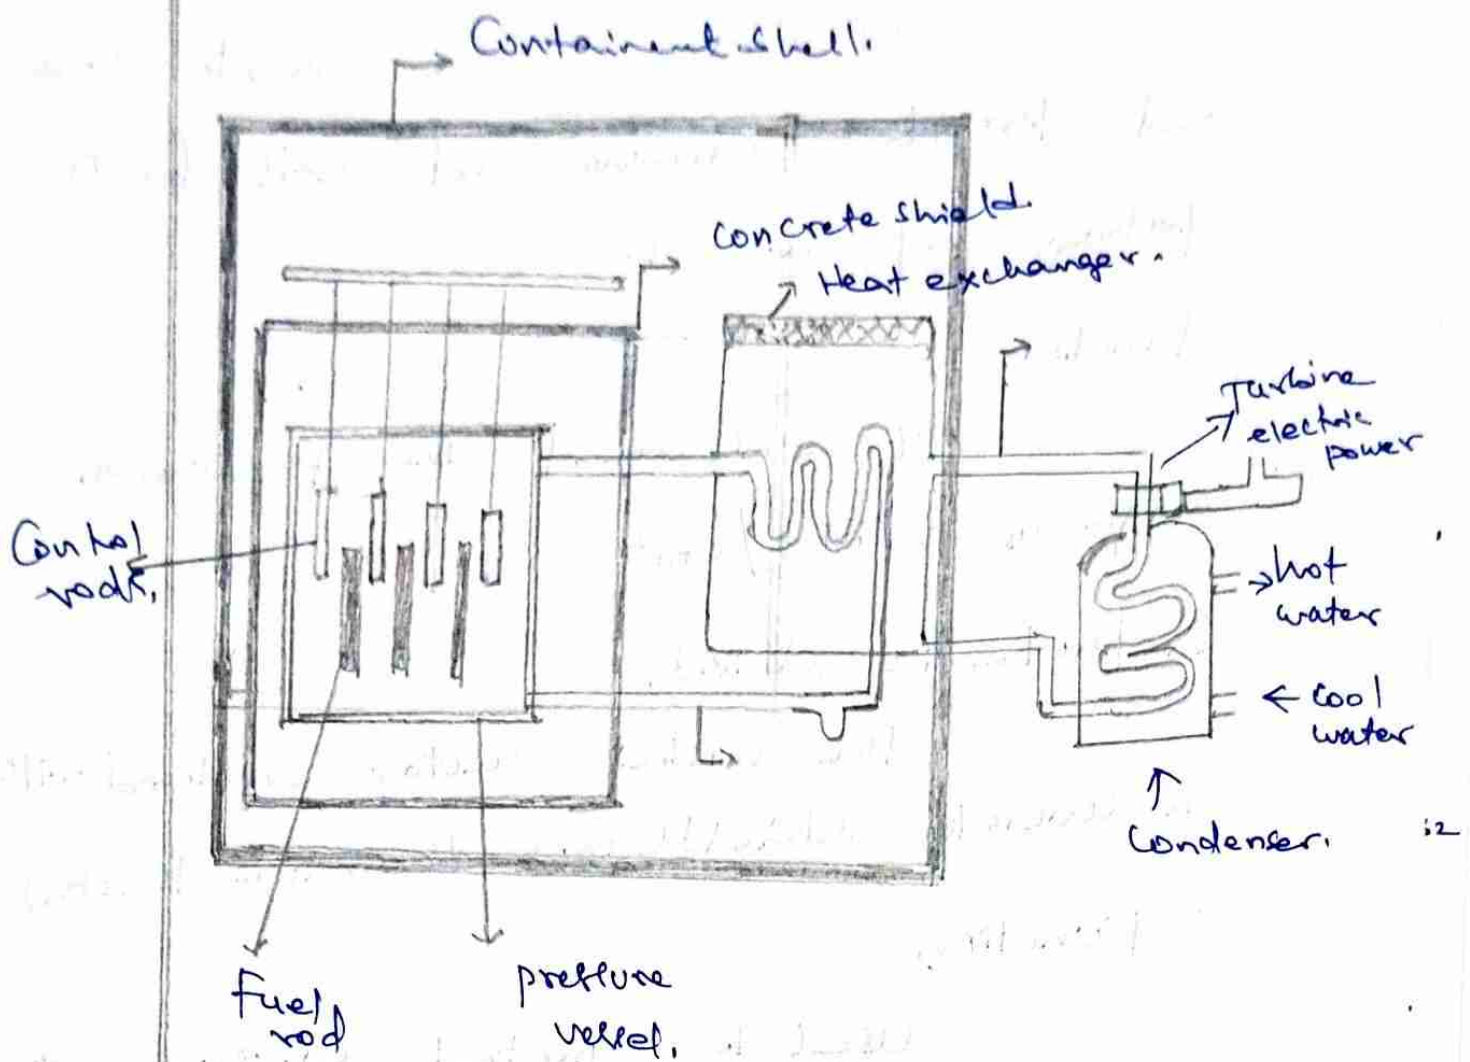 Containent shell.
concrete shield.
Heat exchanger.
Turbine
electric
power
Control
rods.
hot
water
cool
water
Condenser.
Fuel
rod
pressure
vessel.